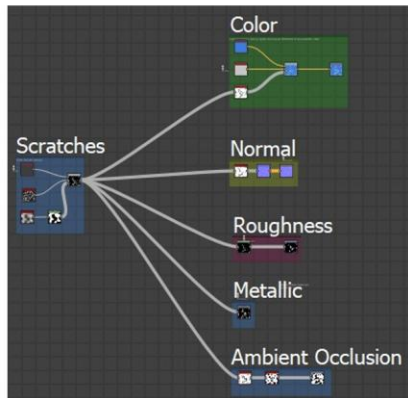 Color
Scratches
Normal
Roughness
Metallic
Ambient Occlusion